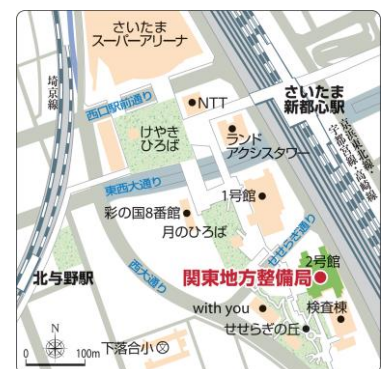 さいたま
スーパーアリーナ
埼京線
西口駅前通り
NTT
さいたま
新都心駅
けやき
ひろば
ランド
アクシスタワー
京浜東北線・
宇都宮線・高崎線
東西大通り
1号館
彩の国8番館
月のひろば
せせらぎ通り
北与野駅
西大通り
2号館
関東地方整備局
with you
検査棟
せせらぎの丘
N
0 100m
下落合小
文